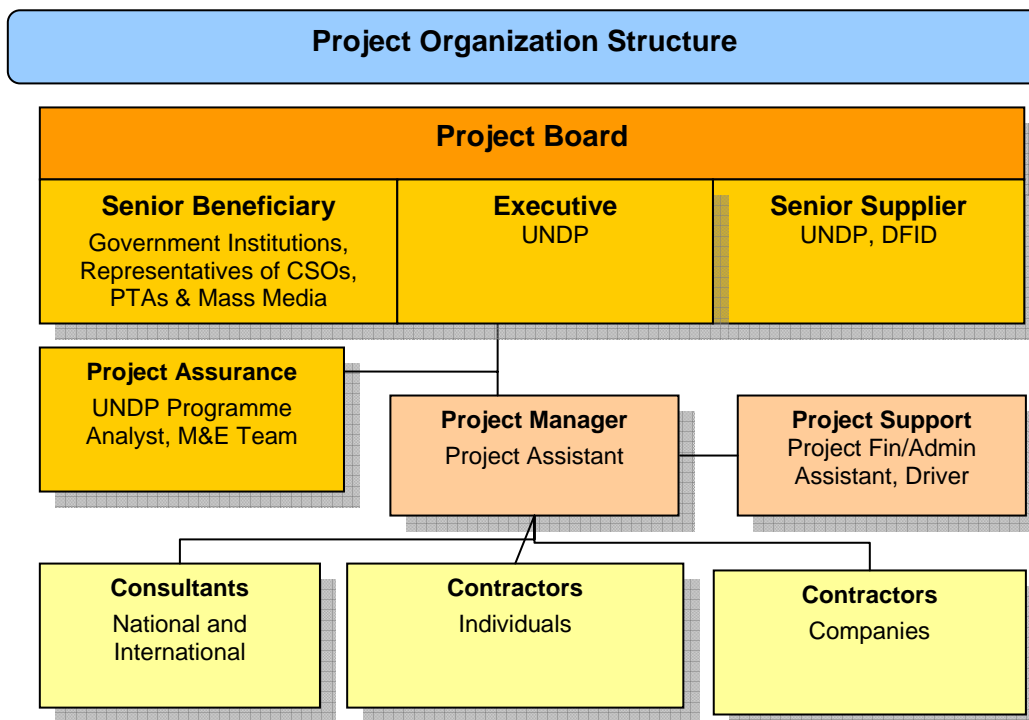 Project Organization Structure
Project Board
Senior Beneficiary
Government Institutions,
Representatives of CSOs,
PTAs & Mass Media
Executive
UNDP
Senior Supplier
UNDP, DFID
Project Assurance
UNDP Programme
Analyst, M&E Team
Project Manager
Project Assistant
Project Support
Project Fin/Admin
Assistant, Driver
Consultants
National and
International
Contractors
Individuals
Contractors
Companies